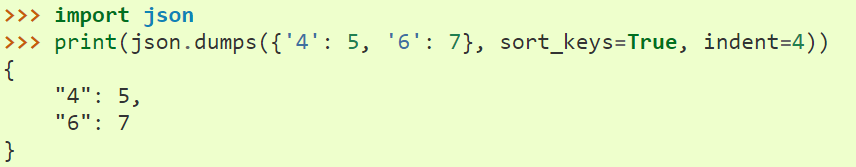 >>> import json
>>> print(json.dumps({'4': 5, '6': 7}, sort_keys=True, indent=4))
{
    "4": 5,
    "6": 7
}